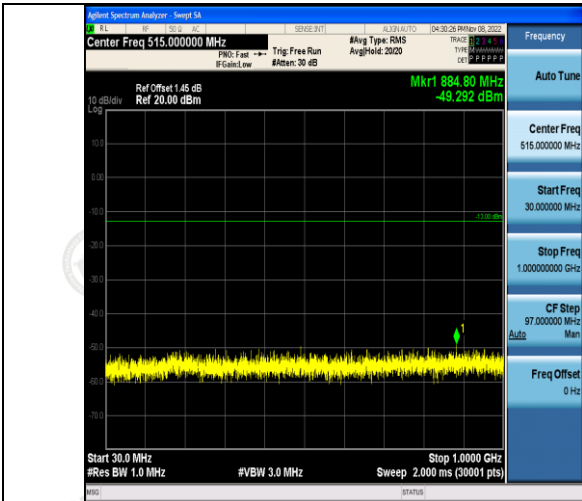 Agilent Spectrum Analyzer - Swept SA
RL RF 50 Ω AC SENSE:INT ALIGN AUTO 04:30:26 PM Nov 08, 2022
Center Freq 515.000000 MHz
PNO: Fast
IFGain:Low
Trig: Free Run
#Atten: 30 dB
#Avg Type: RMS
Avg|Hold: 20/20
TRACE 1 2 3 4 5 6
TYPE
DET P P P P P P
Mkr1 884.80 MHz
-49.292 dBm
Ref Offset 1.45 dB
10 dB/div Ref 20.00 dBm
Log
10.0
0.00
-10.0
-13.00 dBm
-20.0
-30.0
-40.0
1
-50.0
-60.0
-70.0
Start 30.0 MHz Stop 1.0000 GHz
#Res BW 1.0 MHz #VBW 3.0 MHz Sweep 2.000 ms (30001 pts)
MSG STATUS
Frequency
Auto Tune
Center Freq
515.000000 MHz
Start Freq
30.000000 MHz
Stop Freq
1.000000000 GHz
CF Step
97.000000 MHz
Auto Man
Freq Offset
0 Hz